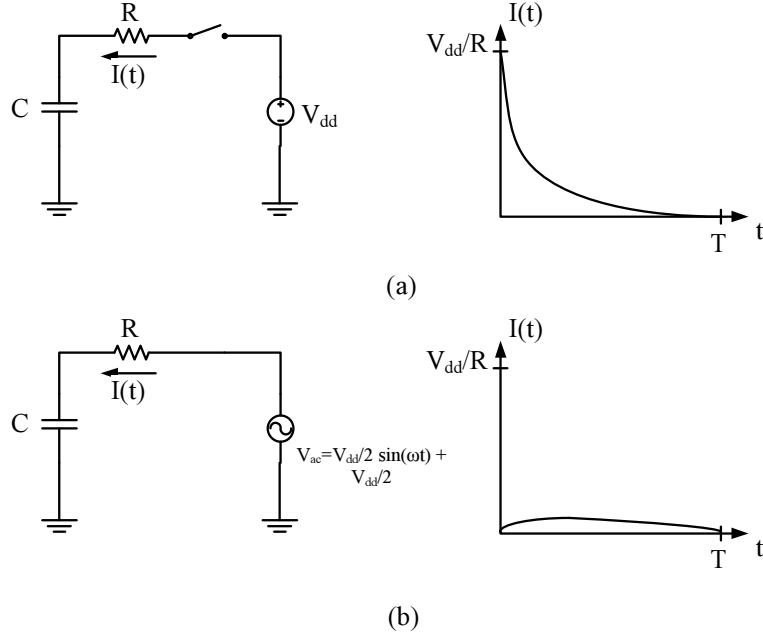 R
I(t)
C
+
-
V_dd
I(t)
V_dd/R
T
t
(a)
R
I(t)
C
V_ac=V_dd/2 sin(ωt) +
V_dd/2
I(t)
V_dd/R
T
t
(b)